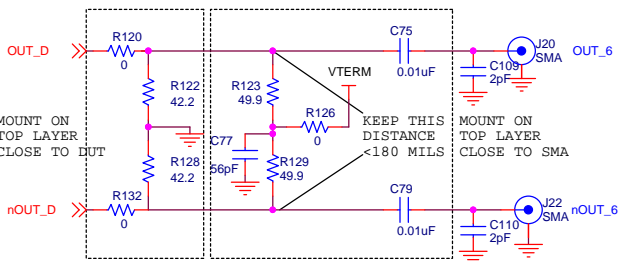 R120
0
OUT_D
C75
0.01uF
J20
SMA
OUT_6
C109
2pF
R122
42.2
R123
49.9
VTERM
R126
0
MOUNT ON
TOP LAYER
CLOSE TO DUT
C77
56pF
KEEP THIS
DISTANCE
<180 MILS
MOUNT ON
TOP LAYER
CLOSE TO SMA
R128
42.2
R129
49.9
R132
0
nOUT_D
C79
0.01uF
J22
SMA
nOUT_6
C110
2pF